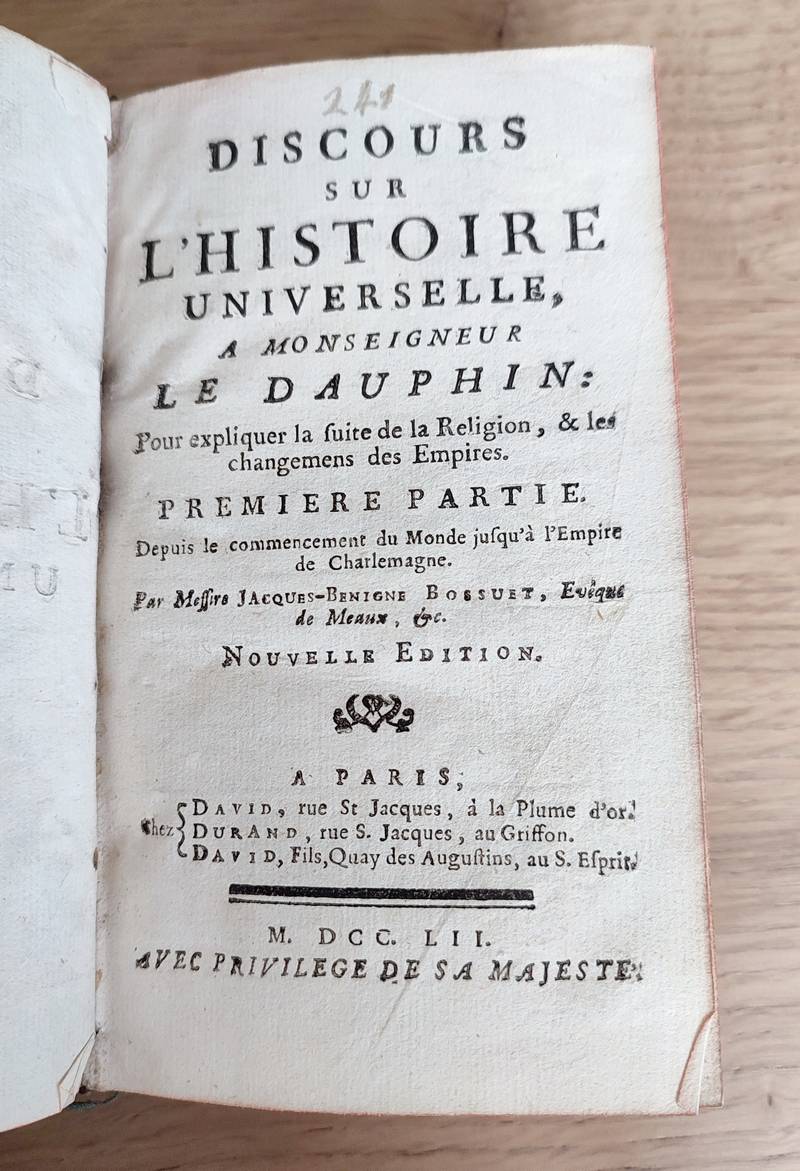 241
DISCOURS
SUR
L'HISTOIRE
UNIVERSELLE,
A MONSEIGNEUR
LE DAUPHIN:
Pour expliquer la ſuite de la Religion, & les
changemens des Empires.
PREMIERE PARTIE.
Depuis le commencement du Monde juſqu'à l'Empire
de Charlemagne.
Par Meſſire JACQUES-BENIGNE BOSSUET, Evêque
de Meaux, &c.
NOUVELLE EDITION.
A PARIS,
Chez
DAVID, rue St Jacques, à la Plume d'or.
DURAND, rue S. Jacques, au Griffon.
DAVID, Fils, Quay des Auguſtins, au S. Eſprit.
M. DCC. LII.
AVEC PRIVILEGE DE SA MAJESTE.